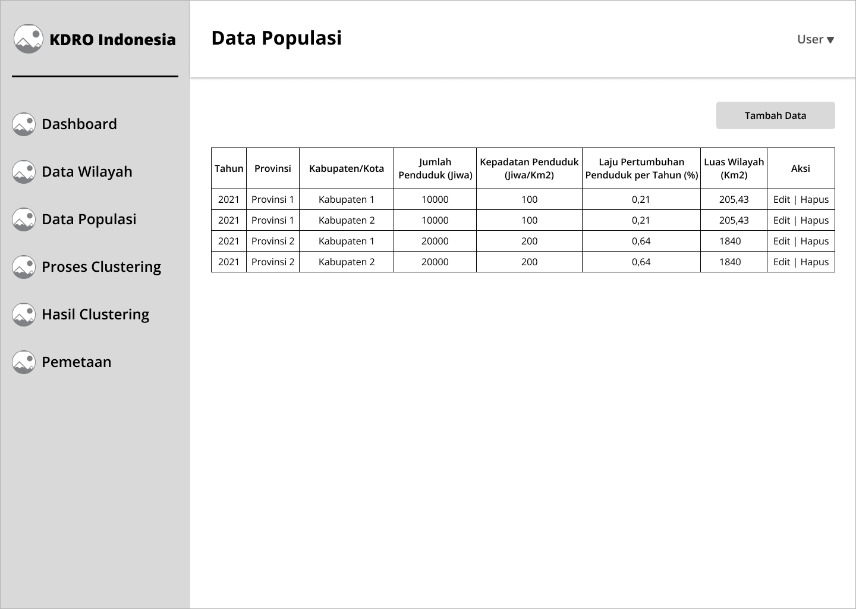 KDRO Indonesia
Data Populasi
User ▼
Dashboard
Data Wilayah
Data Populasi
Proses Clustering
Hasil Clustering
Pemetaan
Tambah Data
Tahun Provinsi Kabupaten/Kota Jumlah Penduduk (Jiwa) Kepadatan Penduduk (Jiwa/Km2) Laju Pertumbuhan Penduduk per Tahun (%) Luas Wilayah (Km2) Aksi
2021 Provinsi 1 Kabupaten 1 10000 100 0,21 205,43 Edit | Hapus
2021 Provinsi 1 Kabupaten 2 10000 100 0,21 205,43 Edit | Hapus
2021 Provinsi 2 Kabupaten 1 20000 200 0,64 1840 Edit | Hapus
2021 Provinsi 2 Kabupaten 2 20000 200 0,64 1840 Edit | Hapus